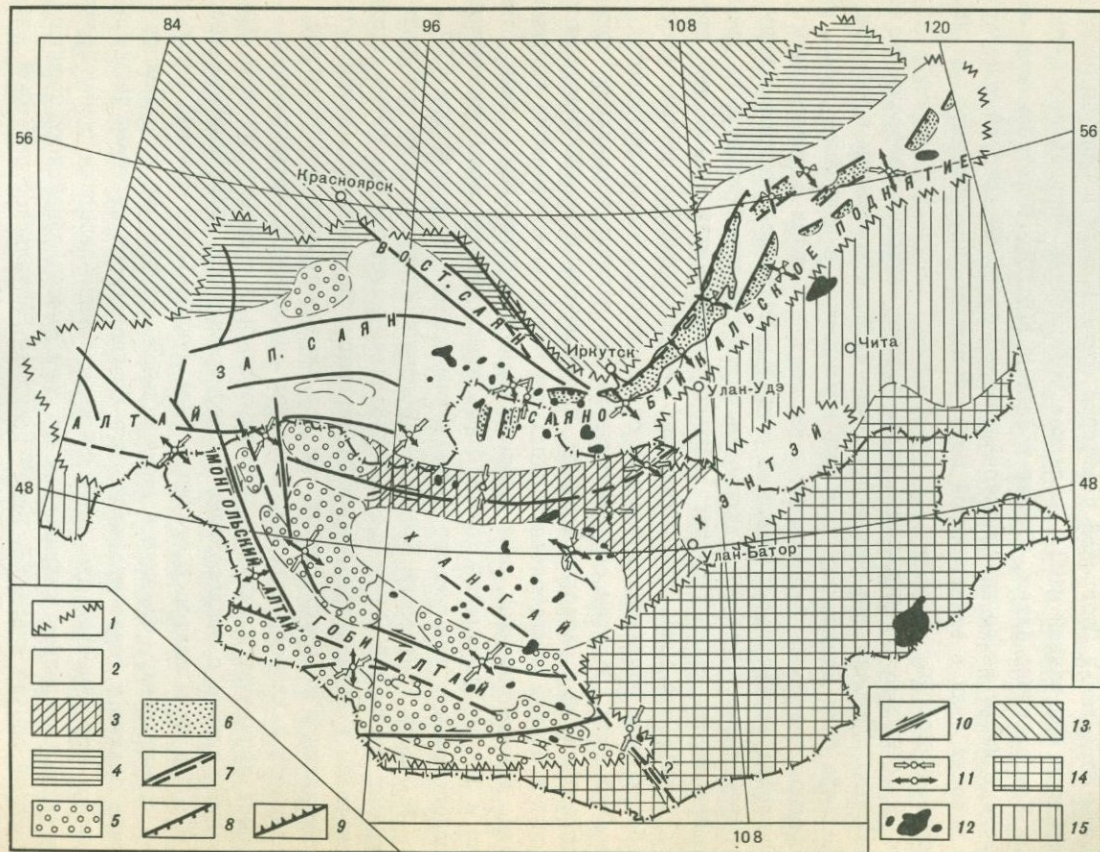 84 96 108 120
56 56
Красноярск
ВОСТ. САЯН
ЗАП. САЯН
Иркутск
САЯНО-БАЙКАЛЬСКОЕ ПОДНЯТИЕ
Чита
Улан-Удэ
АЛТАЙ
ХЭНТЭЙ
48 48
МОНГОЛЬСКИЙ АЛТАЙ
Улан-Батор
ХАНГАЙ
ГОБИ АЛТАЙ
?
108
1
2
3 6
4 7
5 8 9
10 13
11 14
12 15